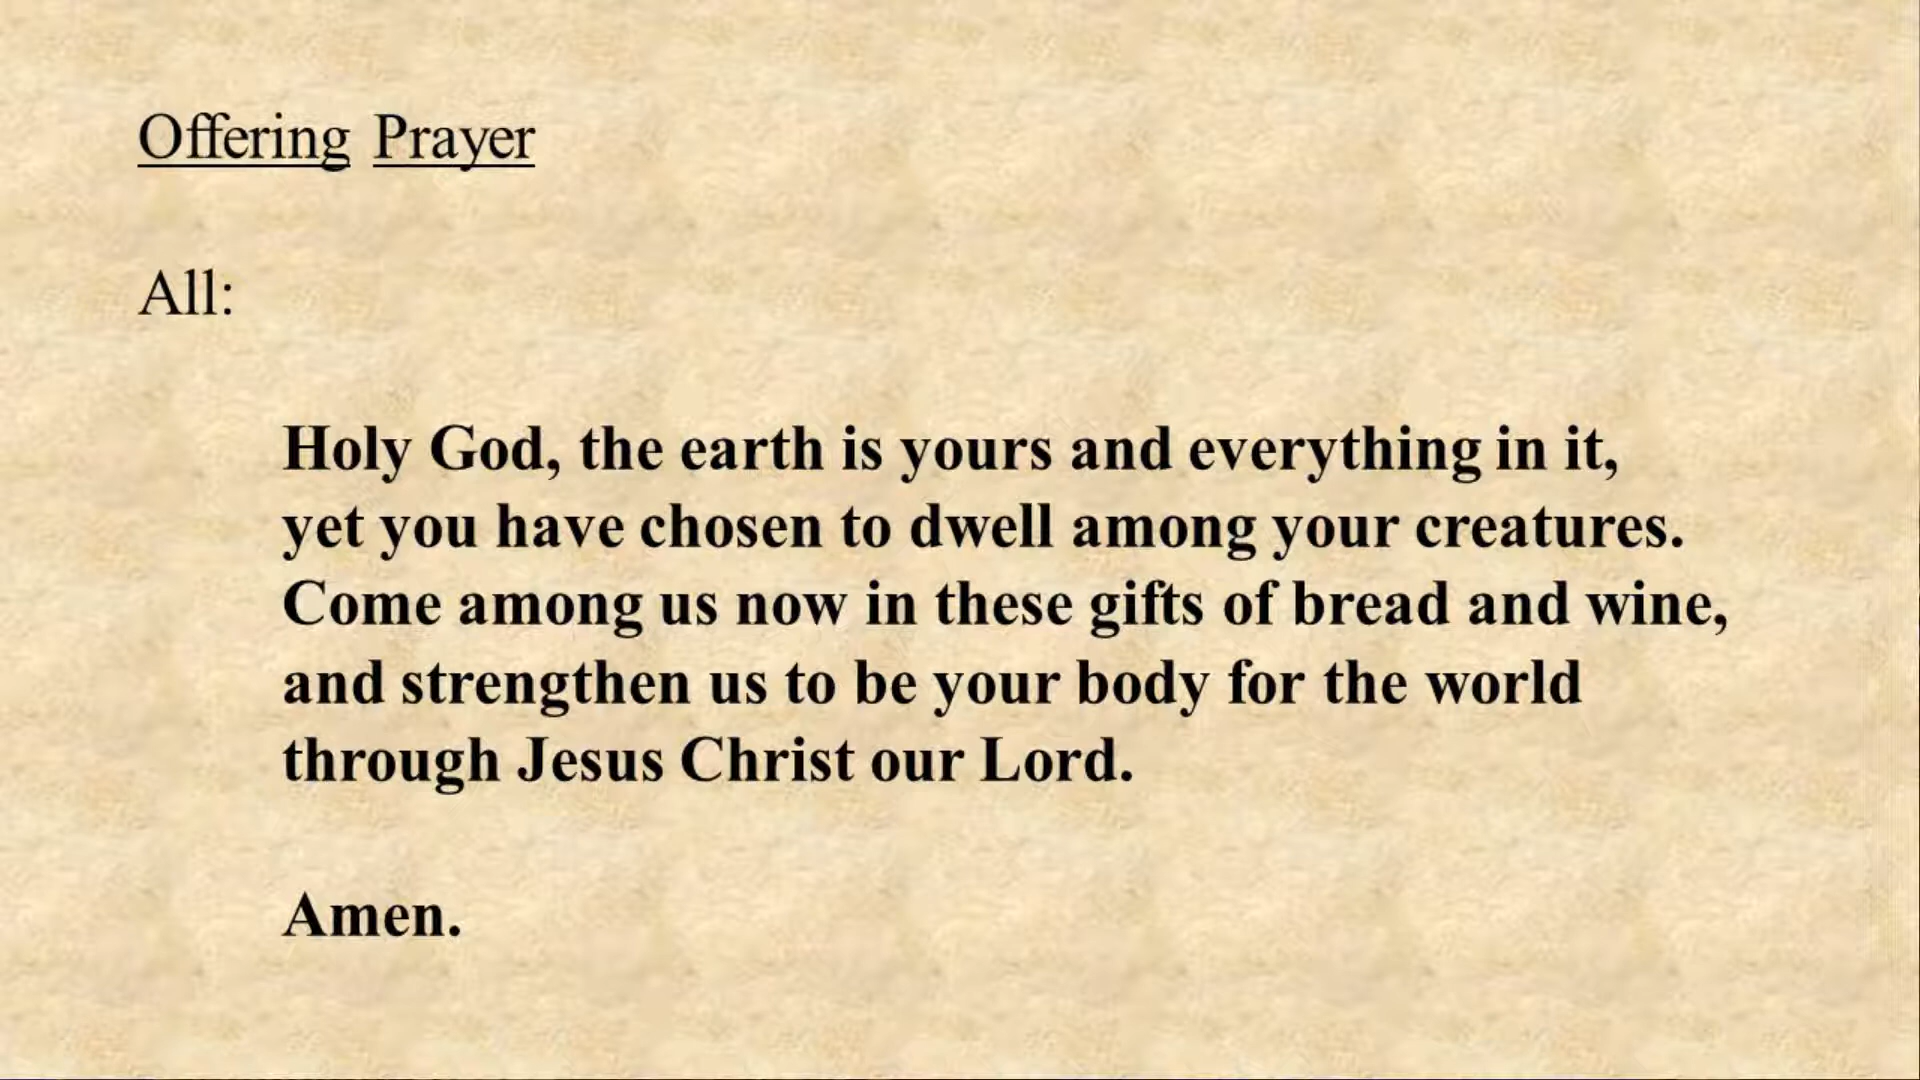 Offering Prayer
All:
Holy God, the earth is yours and everything in it,
yet you have chosen to dwell among your creatures.
Come among us now in these gifts of bread and wine,
and strengthen us to be your body for the world
through Jesus Christ our Lord.
Amen.